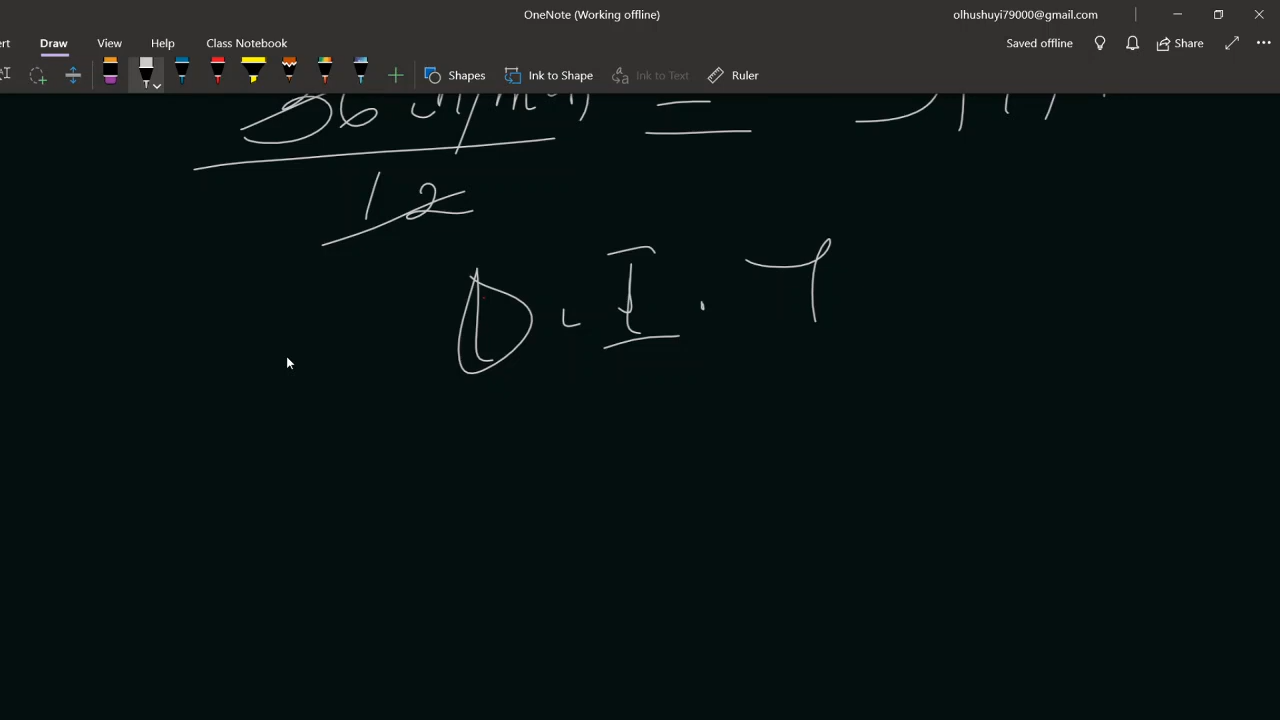 OneNote (Working offline)
olhushuyi79000@gmail.com
ert
Draw
View
Help
Class Notebook
Saved offline
Share
Shapes
Ink to Shape
Ink to Text
Ruler
12
D.I.Y